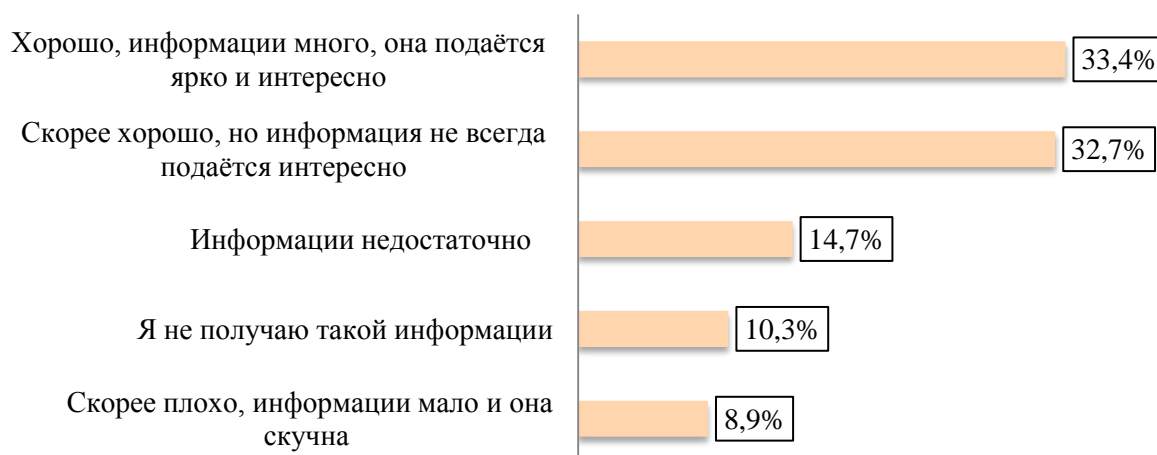 Хорошо, информации много, она подаётся
ярко и интересно
33,4%
Скорее хорошо, но информация не всегда
подаётся интересно
32,7%
Информации недостаточно
14,7%
Я не получаю такой информации
10,3%
Скорее плохо, информации мало и она
скучна
8,9%